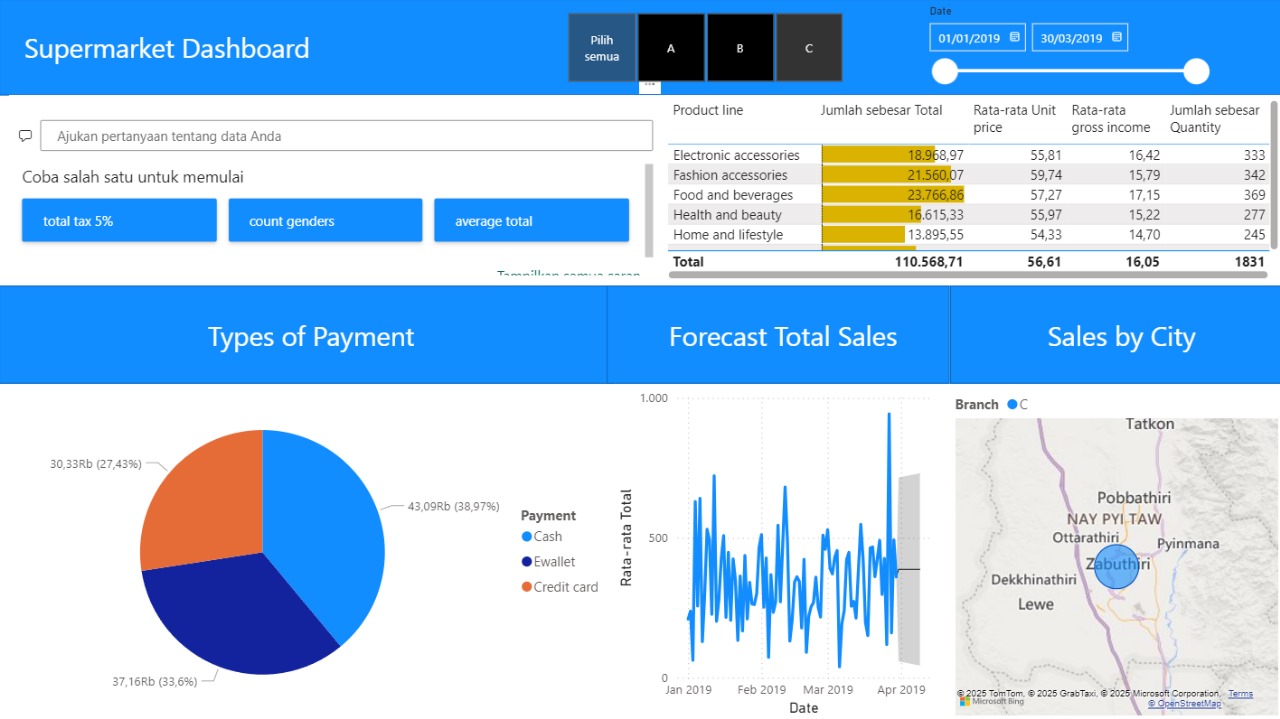 Supermarket Dashboard
Pilih semua
A
B
C
Date
01/01/2019
30/03/2019
...
Ajukan pertanyaan tentang data Anda
Coba salah satu untuk memulai
total tax 5%
count genders
average total
Tampilkan semua saran
Product line Jumlah sebesar Total Rata-rata Unit price Rata-rata gross income Jumlah sebesar Quantity
Electronic accessories 18.968,97 55,81 16,42 333
Fashion accessories 21.560,07 59,74 15,79 342
Food and beverages 23.766,86 57,27 17,15 369
Health and beauty 16.615,33 55,97 15,22 277
Home and lifestyle 13.895,55 54,33 14,70 245
Total 110.568,71 56,61 16,05 1831
Types of Payment
30,33Rb (27,43%)
43,09Rb (38,97%)
37,16Rb (33,6%)
Payment
Cash
Ewallet
Credit card
Forecast Total Sales
Rata-rata Total
1.000
500
0
Jan 2019 Feb 2019 Mar 2019 Apr 2019
Date
Sales by City
Branch C
Tatkon
Pobbathiri
NAY PYI TAW
Ottarathiri
Pyinmana
Zabuthiri
Dekkhinathiri
Lewe
© 2025 TomTom, © 2025 GrabTaxi, © 2025 Microsoft Corporation, Terms
Microsoft Bing
© OpenStreetMap